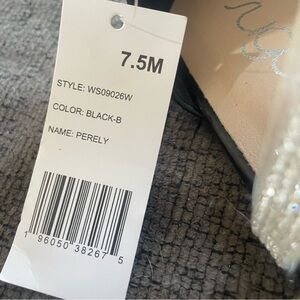 7.5M
STYLE: WS09026W
COLOR: BLACK-B
NAME: PERELY
1 96050 38267 5